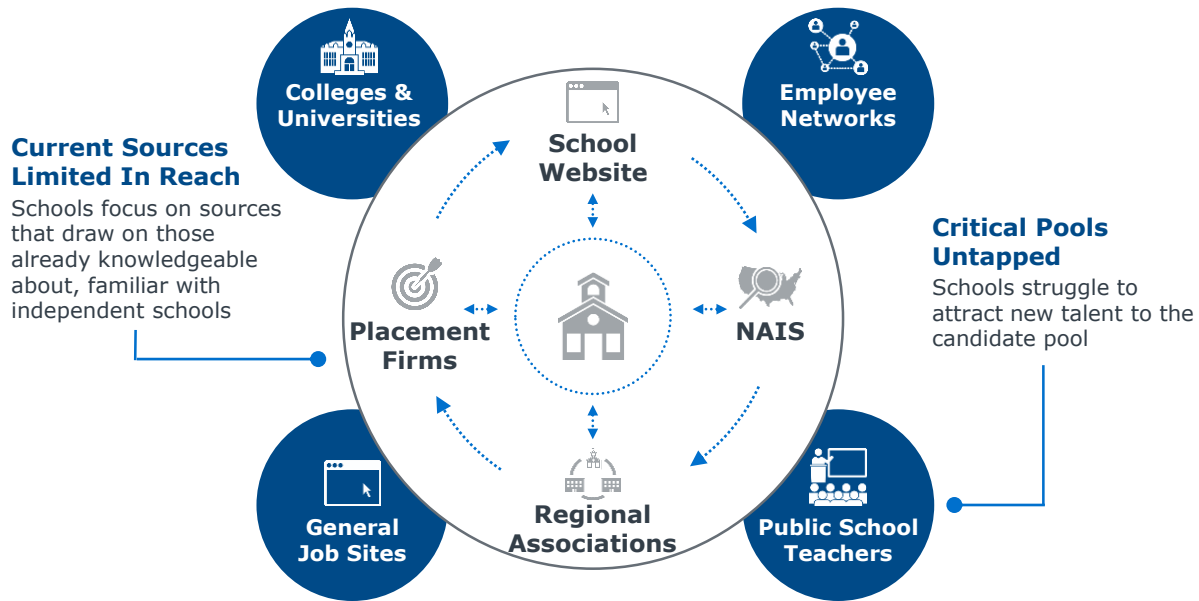 Colleges &
Universities
Employee
Networks
School
Website
Current Sources
Limited In Reach
Schools focus on sources
that draw on those
already knowledgeable
about, familiar with
independent schools
Critical Pools
Untapped
Schools struggle to
attract new talent to the
candidate pool
Placement
Firms
NAIS
Regional
Associations
General
Job Sites
Public School
Teachers